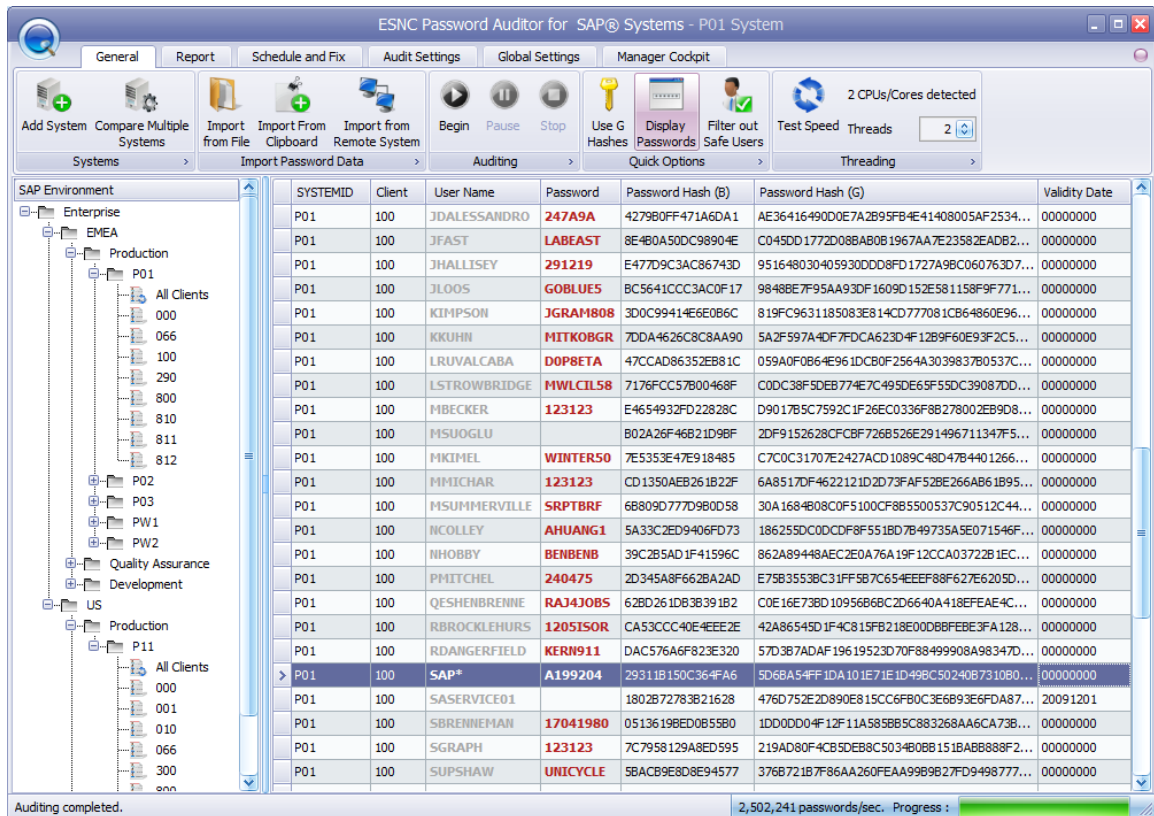 ESNC Password Auditor for SAP® Systems - P01 System
General Report Schedule and Fix Audit Settings Global Settings Manager Cockpit
Add System Compare Multiple Systems Import from File Import From Clipboard Import from Remote System Begin Pause Stop Use G Hashes Display Passwords Filter out Safe Users Test Speed 2 CPUs/Cores detected
Threads 2
Systems Import Password Data Auditing Quick Options Threading
SAP Environment
Enterprise
EMEA
Production
P01
All Clients
000
066
100
290
800
810
811
812
P02
P03
PW1
PW2
Quality Assurance
Development
US
Production
P11
All Clients
000
001
010
066
300
800
SYSTEMID Client User Name Password Password Hash (B) Password Hash (G) Validity Date
P01 100 JDALESSANDRO 247A9A 4279B0FF471A6DA1 AE36416490D0E7A2B95FB4E41408005AF2534... 00000000
P01 100 JFAST LABEAST 8E4B0A50DC98904E C045DD1772D08BAB0B1967AA7E23582EADB2... 00000000
P01 100 JHALLISEY 291219 E477D9C3AC86743D 951648030405930DDD8FD1727A9BC060763D7... 00000000
P01 100 JLOOS GOBLUE5 BC5641CCC3AC0F17 9848BE7F95AA93DF1609D152E581158F9F771... 00000000
P01 100 KIMPSON JGRAM808 3D0C99414E6E0B6C 819FC9631185083E814CD777081CB64860E96... 00000000
P01 100 KKUHN MITKOBGR 7DDA4626C8C8AA90 5A2F597A4DF7FDCA623D4F12B9F60E93F2C5... 00000000
P01 100 LRUVALCABA D0P8ETA 47CCAD86352EB81C 059A0F0B64E961DCB0F2564A3039837B0537C... 00000000
P01 100 LSTROWBRIDGE MWLCIL58 7176FCC57B00468F C0DC38F5DEB774E7C495DE65F55DC39087DD... 00000000
P01 100 MBECKER 123123 E4654932FD22828C D9017B5C7592C1F26EC0336F8B278002EB9D8... 00000000
P01 100 MSUOGLU B02A26F46B21D9BF 2DF9152628CFCBF726B526E291496711347F5... 00000000
P01 100 MKIMEL WINTER50 7E5353E47E918485 C7C0C31707E2427ACD1089C48D47B4401266... 00000000
P01 100 MMICHAR 123123 CD1350AEB261B22F 6A8517DF4622121D2D73FAF52BE266AB61B95... 00000000
P01 100 MSUMMERVILLE SRPTBRF 6B809D777D9B0D58 30A1684B08C0F5100CF8B5500537C90512C44... 00000000
P01 100 NCOLLEY AHUANG1 5A33C2ED9406FD73 186255DC0DCDF8F551BD7B49735A5E071546F... 00000000
P01 100 NHOBBY BENBENB 39C2B5AD1F41596C 862A89448AEC2E0A76A19F12CCA03722B1EC... 00000000
P01 100 PMITCHEL 240475 2D345A8F662BA2AD E75B3553BC31FF5B7C654EEEF88F627E6205D... 00000000
P01 100 QESHENBRENNE RAJ4JOBS 62BD261DB3B391B2 C0E16E73BD10956B6BC2D6640A418EFEAE4C... 00000000
P01 100 RBROCKLEHURS 1205ISOR CA53CCC40E4EEE2E 42A86545D1F4C815FB218E00DBBFEBE3FA128... 00000000
P01 100 RDANGERFIELD KERN911 DAC576A6F823E320 57D3B7ADAF19619523D70F88499908A98347D... 00000000
P01 100 SAP* A199204 29311B150C364FA6 5D6BA54FF1DA101E71E1D49BC50240B7310B0... 00000000
P01 100 SASERVICE01 1802B72783B21628 476D752E2D890E815CC6FB0C3E6B93E6FDA87... 20091201
P01 100 SBRENNEMAN 17041980 0513619BED0B55B0 1DD0DD04F12F11A585BB5C883268AA6CA73B... 00000000
P01 100 SGRAPH 123123 7C7958129A8ED595 219AD80F4CB5DEB8C5034B0BB151BABB888F2... 00000000
P01 100 SUPSHAW UNICYCLE 5BACB9E8D8E94577 376B721B7F86AA260FEAA99B9B27FD9498777... 00000000
Auditing completed. 2,502,241 passwords/sec. Progress :